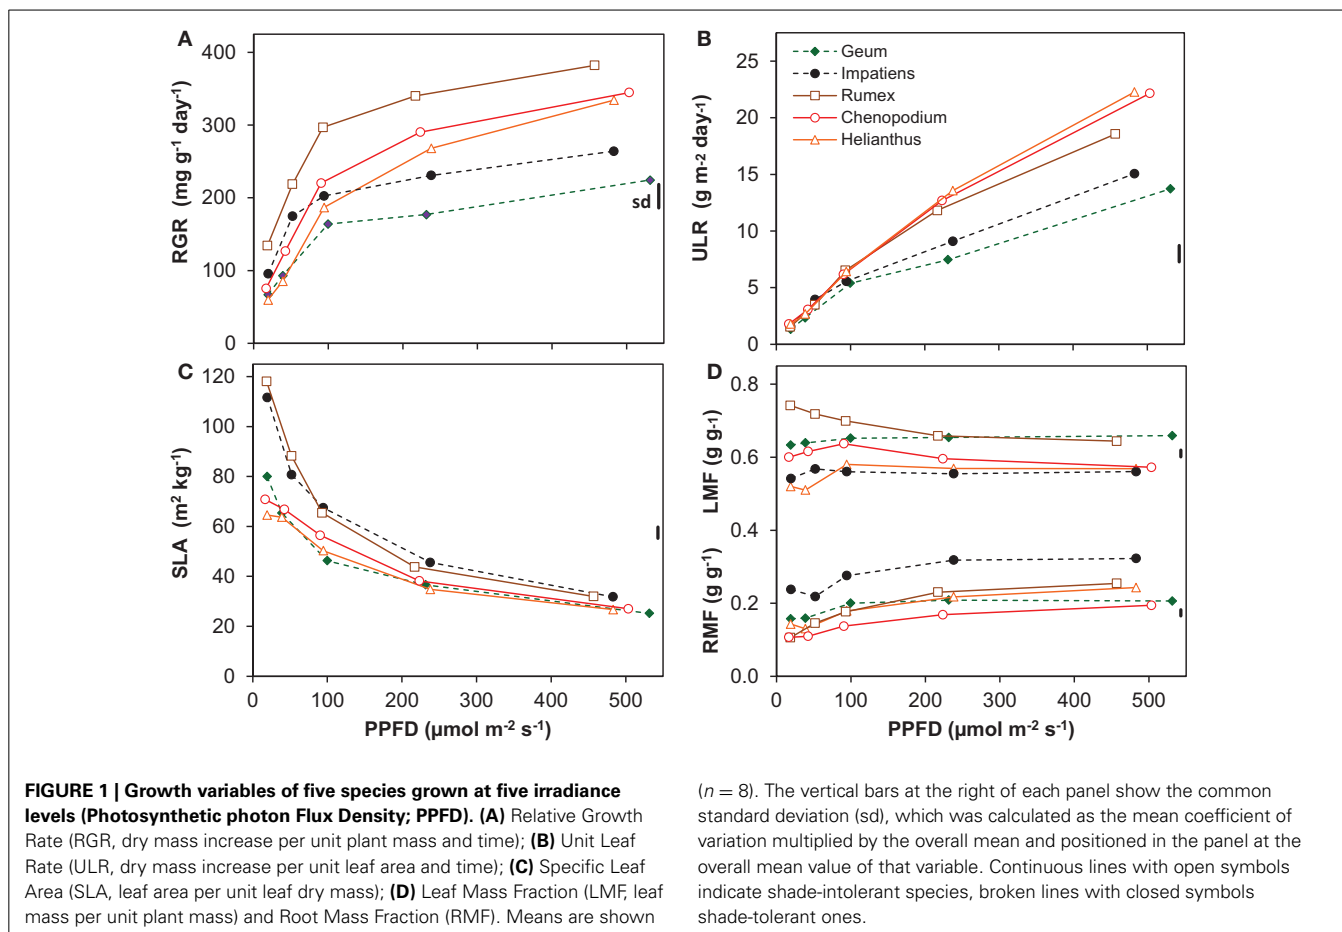 A
400
300
200
100
0
RGR (mg g-1 day-1)
sd
B
25
20
15
10
5
0
ULR (g m-2 day-1)
Geum
Impatiens
Rumex
Chenopodium
Helianthus
C
120
100
80
60
40
20
0
SLA (m2 kg-1)
0 100 200 300 400 500
PPFD (µmol m-2 s-1)
D
0.8
0.6
0.4
0.2
0.0
LMF (g g-1)
RMF (g g-1)
0 100 200 300 400 500
PPFD (µmol m-2 s-1)
FIGURE 1 | Growth variables of five species grown at five irradiance
levels (Photosynthetic photon Flux Density; PPFD). (A) Relative Growth
Rate (RGR, dry mass increase per unit plant mass and time); (B) Unit Leaf
Rate (ULR, dry mass increase per unit leaf area and time); (C) Specific Leaf
Area (SLA, leaf area per unit leaf dry mass); (D) Leaf Mass Fraction (LMF, leaf
mass per unit plant mass) and Root Mass Fraction (RMF). Means are shown
(n = 8). The vertical bars at the right of each panel show the common
standard deviation (sd), which was calculated as the mean coefficient of
variation multiplied by the overall mean and positioned in the panel at the
overall mean value of that variable. Continuous lines with open symbols
indicate shade-intolerant species, broken lines with closed symbols
shade-tolerant ones.